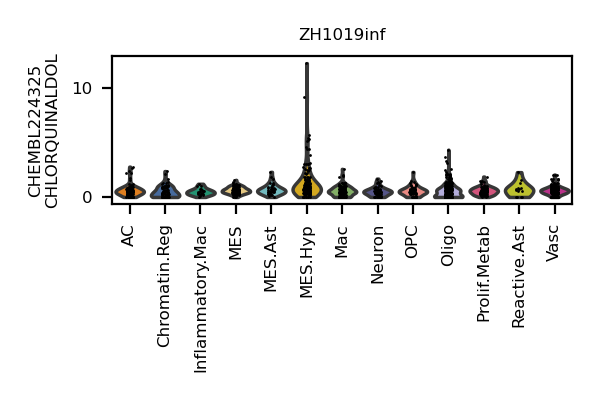 ZH1019inf
CHEMBL224325
CHLORQUINALDOL
10
0
AC
Chromatin.Reg
Inflammatory.Mac
MES
MES.Ast
MES.Hyp
Mac
Neuron
OPC
Oligo
Prolif.Metab
Reactive.Ast
Vasc